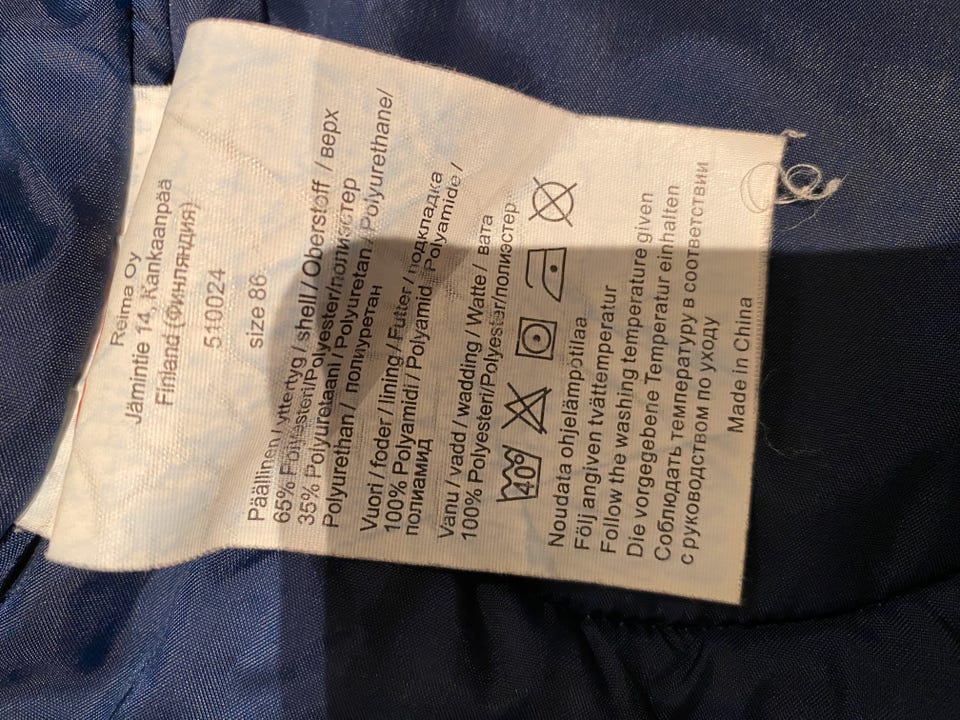 Reima Oy
Jämintie 14, Kankaanpää
Finland (Финляндия)
510024
size 86
Päällinen / yttertyg / shell / Oberstoff / верх
65% Polyesteri/Polyester/полиэстер
35% Polyuretaani / Polyuretan / Polyurethane/
Polyurethan / полиуретан
Vuori / foder / lining / Futter / подкладка
100% Polyamidi / Polyamid / Polyamide /
полиамид
Vanu / vadd / wadding / Watte / вата
100% Polyesteri/Polyester/полиэстер
40°
Noudata ohjelämpötilaa
Följ angiven tvättemperatur
Follow the washing temperature given
Die vorgegebene Temperatur einhalten
Соблюдать температуру в соответствии
с руководством по уходу
Made in China